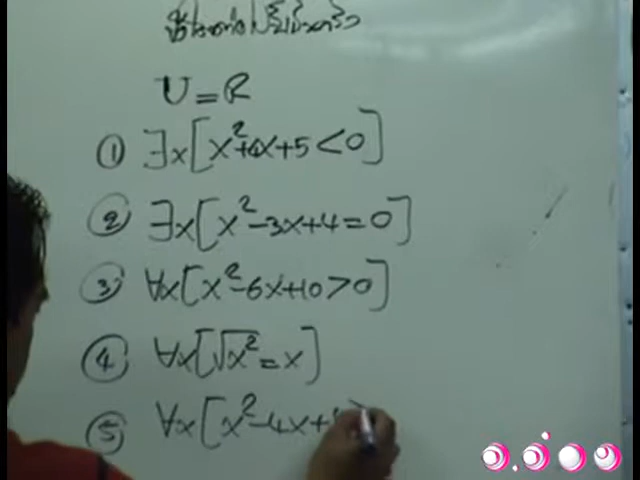 U = R
① ∃x[x²+4x+5<0]
② ∃x[x²-3x+4=0]
③ ∀x[x²-6x+10>0]
④ ∀x[√x²=x]
⑤ ∀x[x²-4x+